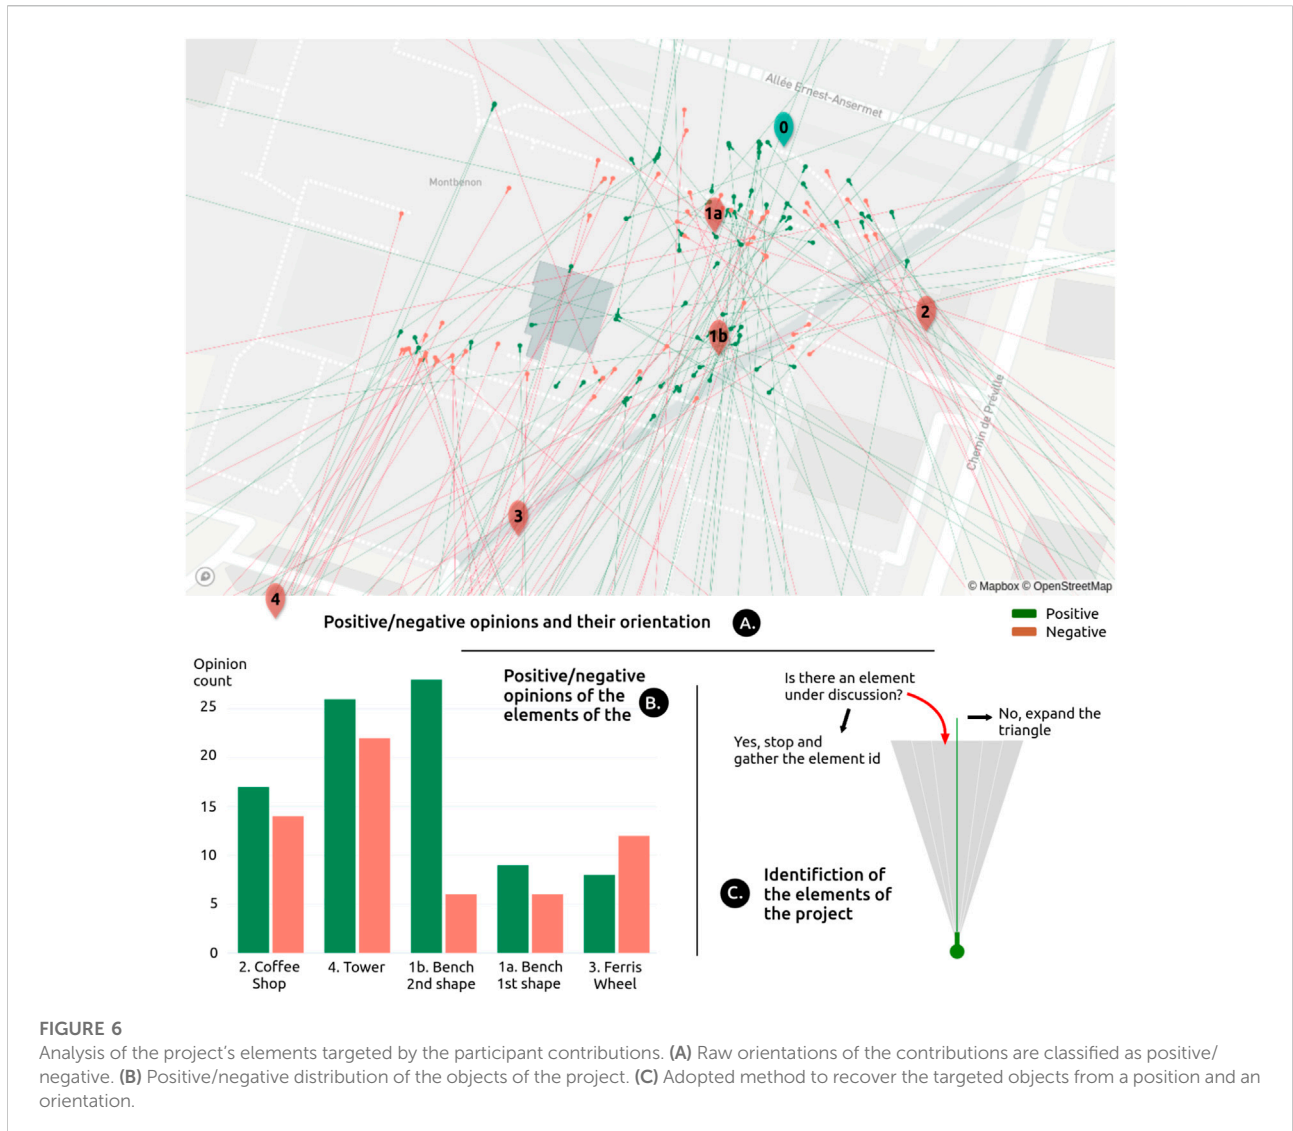 Allée Ernest-Ansermet
0
Montbenon
1a
2
1b
Chemin de Préville
3
© Mapbox © OpenStreetMap
4
Positive/negative opinions and their orientation A.
Positive
Negative
Opinion
count
25
20
15
10
5
0
2. Coffee
Shop
4. Tower
1b. Bench
2nd shape
1a. Bench
1st shape
3. Ferris
Wheel
Positive/negative
opinions of the
elements of the
B.
Is there an element
under discussion?
No, expand the
triangle
Yes, stop and
gather the element id
C.
Identifiction of
the elements of
the project
FIGURE 6
Analysis of the project's elements targeted by the participant contributions. (A) Raw orientations of the contributions are classified as positive/
negative. (B) Positive/negative distribution of the objects of the project. (C) Adopted method to recover the targeted objects from a position and an
orientation.